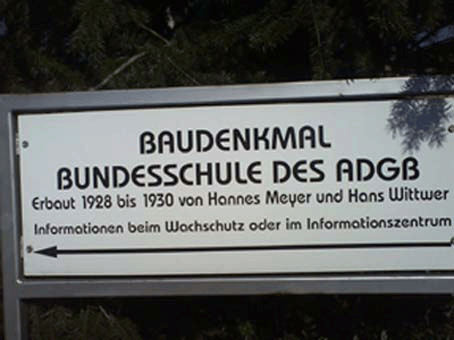 BAUDENKMAL
BUNDESSCHULE DES ADGB
Erbaut 1928 bis 1930 von Hannes Meyer und Hans Wittwer
Informationen beim Wachschutz oder im Informationszentrum